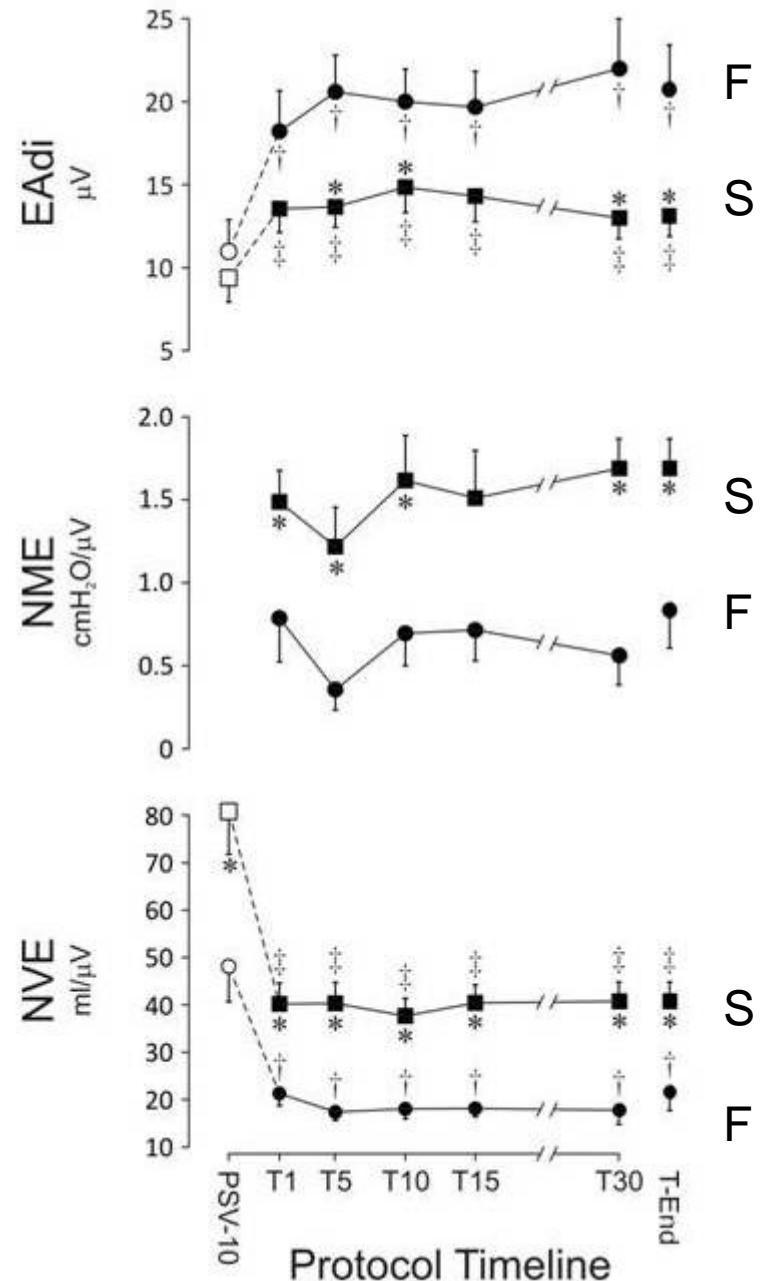 EAdi
μV
25
20
15
10
5
† † † † † †
* * * *
‡ ‡ ‡ ‡ ‡ ‡
F
S
NME
cmH₂O/μV
2.0
1.5
1.0
0.5
0
* * * * *
S
F
NVE
ml/μV
80
70
60
50
40
30
20
10
*
‡ ‡ ‡ ‡ ‡ ‡
* * * * * *
† † † † † †
S
F
PSV-10 T1 T5 T10 T15 T30 T-End
Protocol Timeline